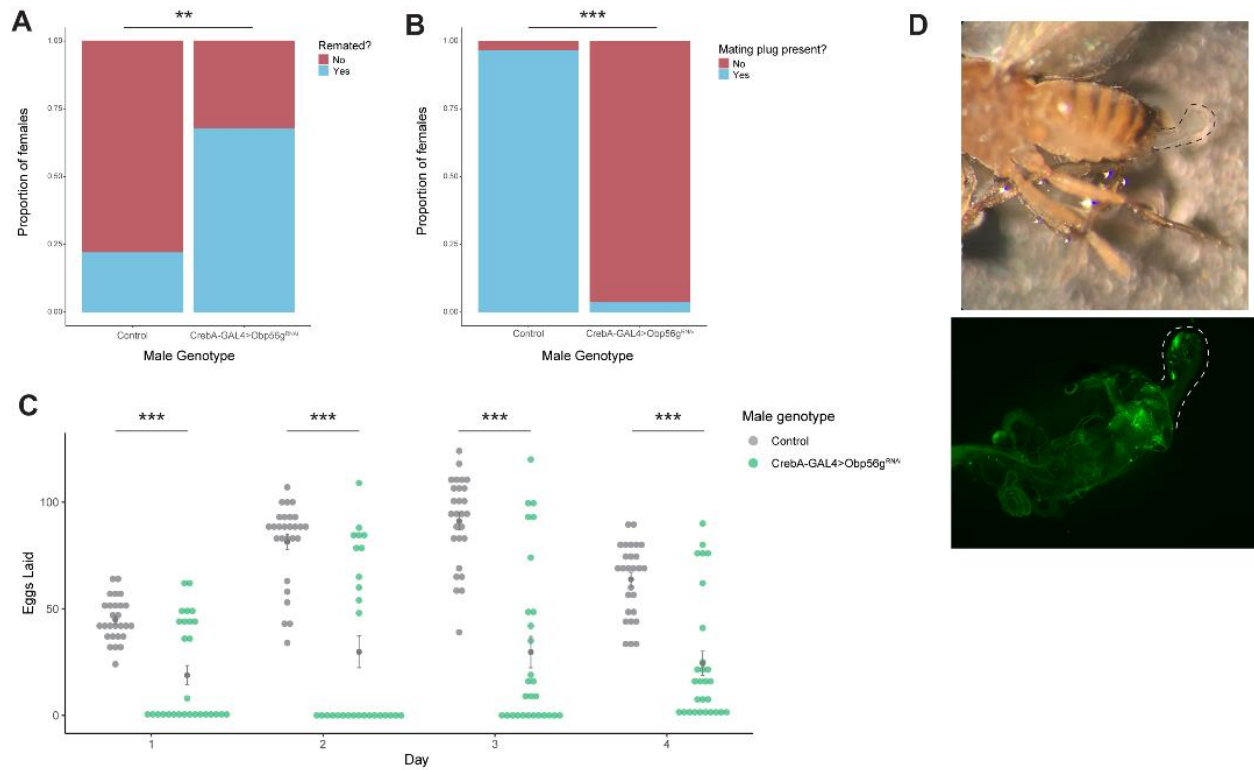 A
**
1.00
0.75
0.50
0.25
0.00
Proportion of females
Control
CrebA-GAL4>Obp56gRNAi
Male Genotype
Remated?
No
Yes
B
***
1.00
0.75
0.50
0.25
0.00
Proportion of females
Control
CrebA-GAL4>Obp56gRNAi
Male Genotype
Mating plug present?
No
Yes
C
***
***
***
***
100
50
0
Eggs Laid
1
2
3
4
Day
Male genotype
Control
CrebA-GAL4>Obp56gRNAi
D